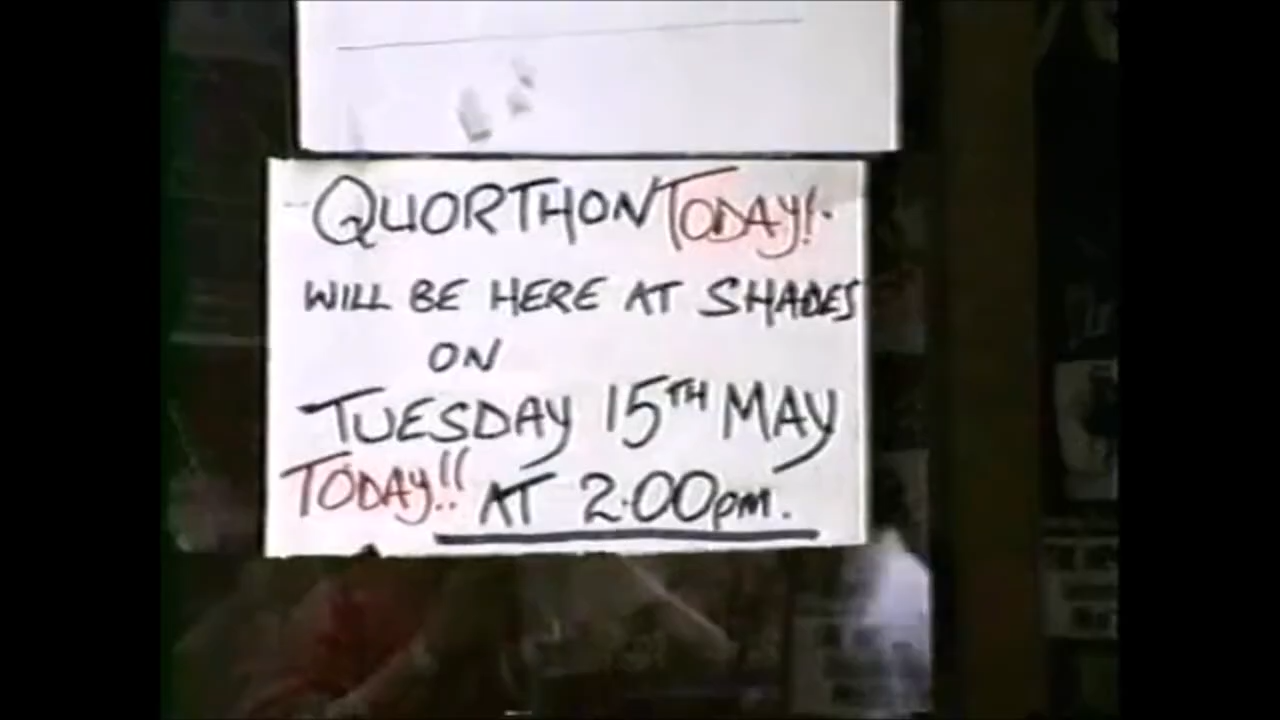 QUORTHON TODAY!
WILL BE HERE AT SHADES
ON
TUESDAY 15TH MAY
TODAY!! AT 2.00pm.